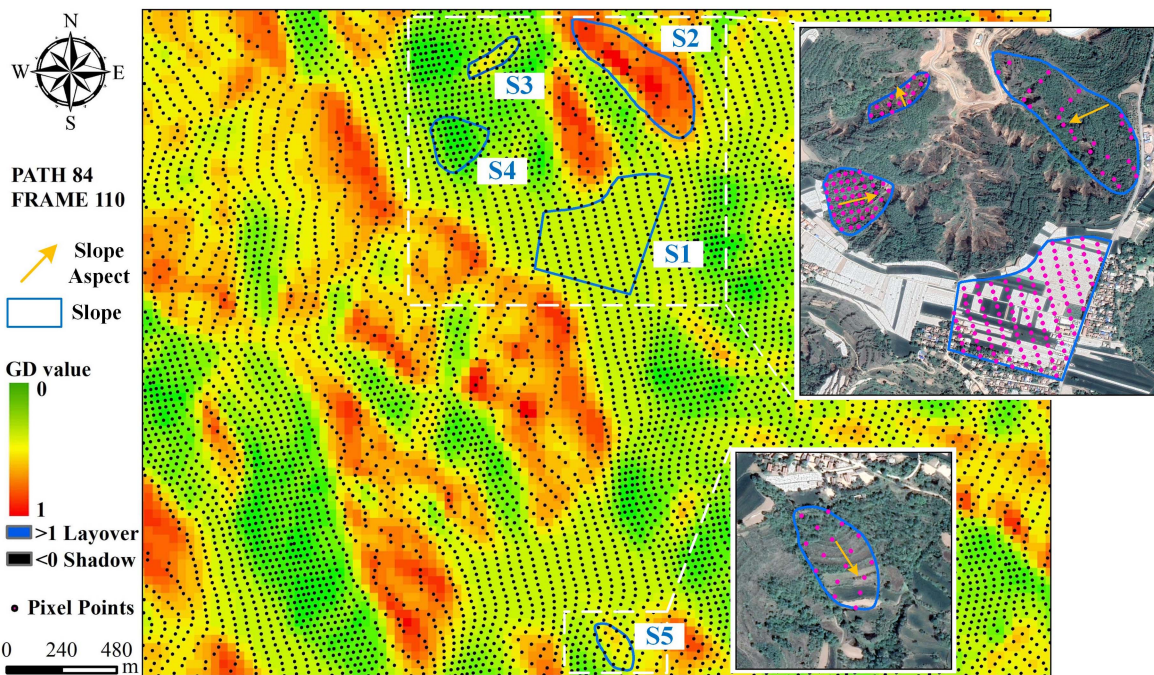 N
W E
S
PATH 84
FRAME 110
Slope
Aspect
Slope
GD value
0
1
>1 Layover
<0 Shadow
Pixel Points
0 240 480
m
S2
S3
S4
S1
S5